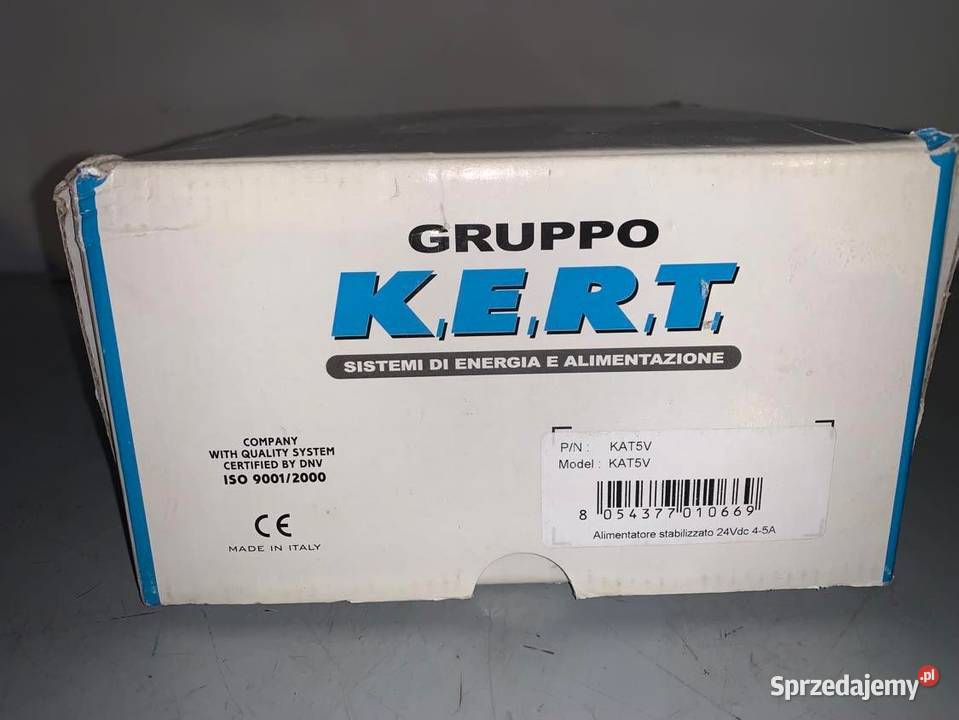 GRUPPO
K.E.R.T.
SISTEMI DI ENERGIA E ALIMENTAZIONE
COMPANY
WITH QUALITY SYSTEM
CERTIFIED BY DNV
ISO 9001/2000
CE
MADE IN ITALY
P/N : KAT5V
Model : KAT5V
8 054377 010669
Alimentatore stabilizzato 24Vdc 4-5A
Sprzedajemy.pl